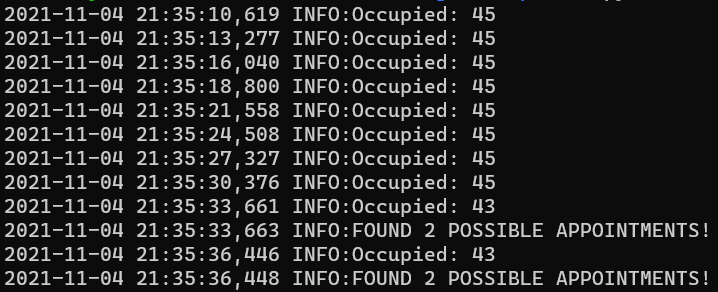 2021-11-04 21:35:10,619 INFO:Occupied: 45
2021-11-04 21:35:13,277 INFO:Occupied: 45
2021-11-04 21:35:16,040 INFO:Occupied: 45
2021-11-04 21:35:18,800 INFO:Occupied: 45
2021-11-04 21:35:21,558 INFO:Occupied: 45
2021-11-04 21:35:24,508 INFO:Occupied: 45
2021-11-04 21:35:27,327 INFO:Occupied: 45
2021-11-04 21:35:30,376 INFO:Occupied: 45
2021-11-04 21:35:33,661 INFO:Occupied: 43
2021-11-04 21:35:33,663 INFO:FOUND 2 POSSIBLE APPOINTMENTS!
2021-11-04 21:35:36,446 INFO:Occupied: 43
2021-11-04 21:35:36,448 INFO:FOUND 2 POSSIBLE APPOINTMENTS!